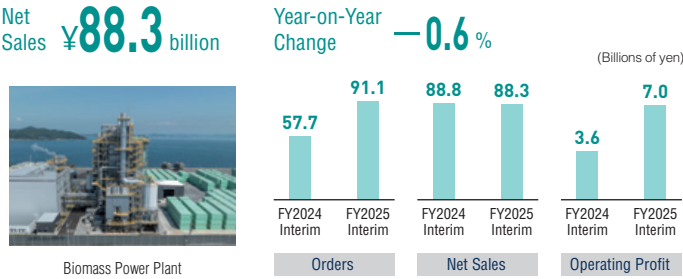 Net
Sales ¥88.3 billion
Year-on-Year
Change —0.6 %
(Billions of yen)
57.7
91.1
FY2024
Interim
FY2025
Interim
Orders
88.8
88.3
FY2024
Interim
FY2025
Interim
Net Sales
3.6
7.0
FY2024
Interim
FY2025
Interim
Operating Profit
Biomass Power Plant